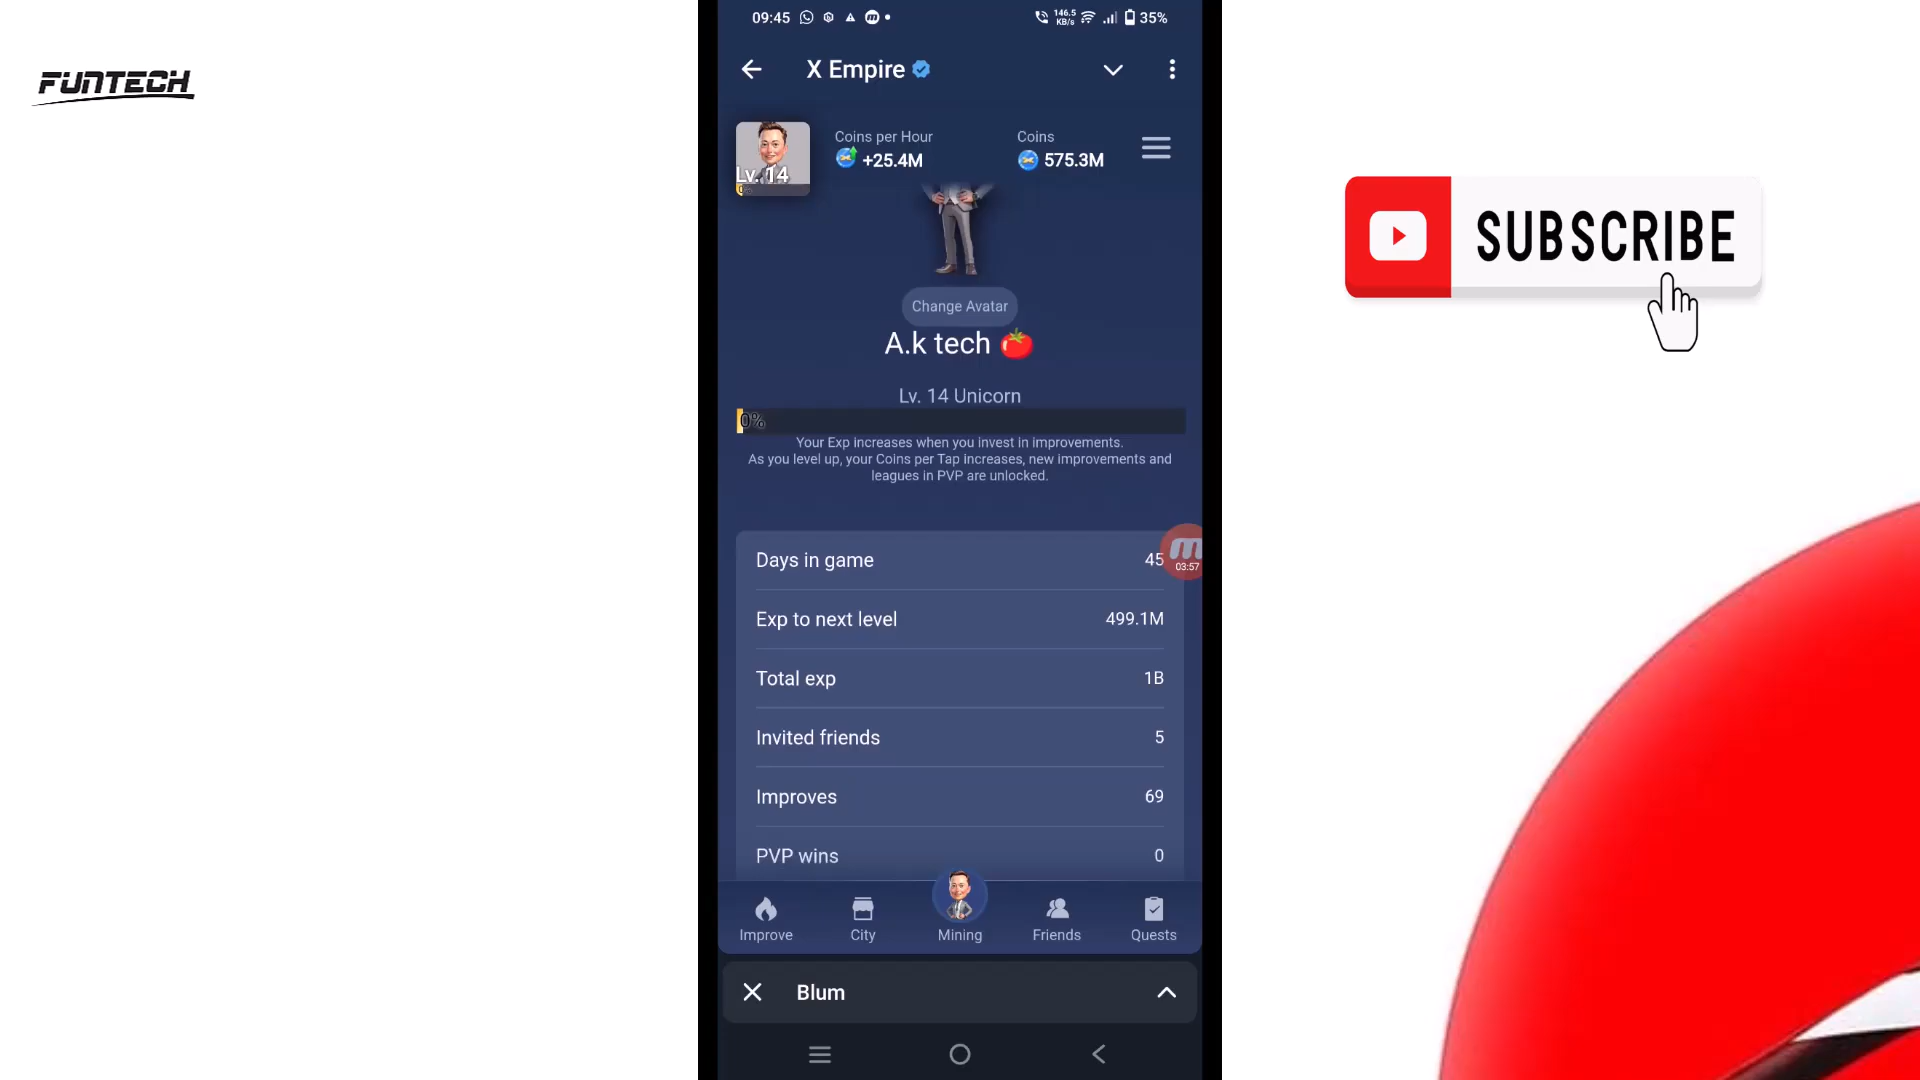 FUNTECH
09:45
146.5 KB/s
35%
X Empire
Lv. 14
0%
Coins per Hour
+25.4M
Coins
575.3M
SUBSCRIBE
Change Avatar
A.k tech
Lv. 14 Unicorn
0%
Your Exp increases when you invest in improvements.
As you level up, your Coins per Tap increases, new improvements and
leagues in PVP are unlocked.
Days in game 45
03:57
Exp to next level 499.1M
Total exp 1B
Invited friends 5
Improves 69
PVP wins 0
Improve City Mining Friends Quests
Blum